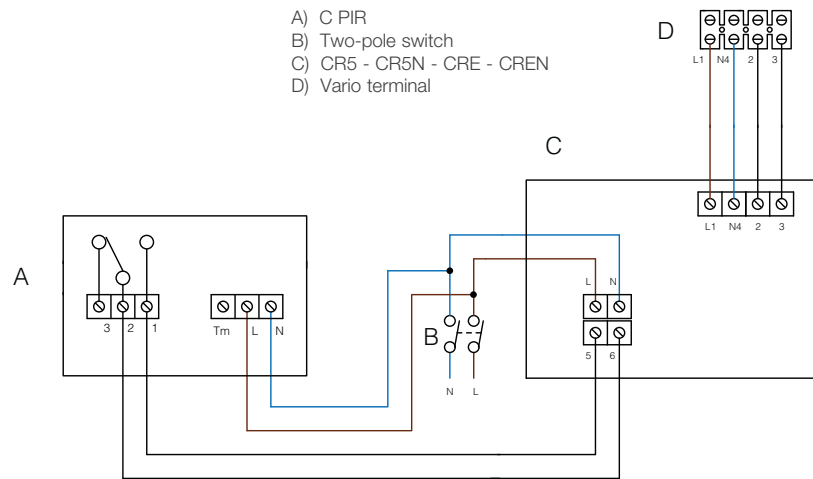 A) C PIR
B) Two-pole switch
C) CR5 - CR5N - CRE - CREN
D) Vario terminal
D
L1 N4 2 3
C
L1 N4 2 3
A
3 2 1 Tm L N
B
N L
L N
5 6